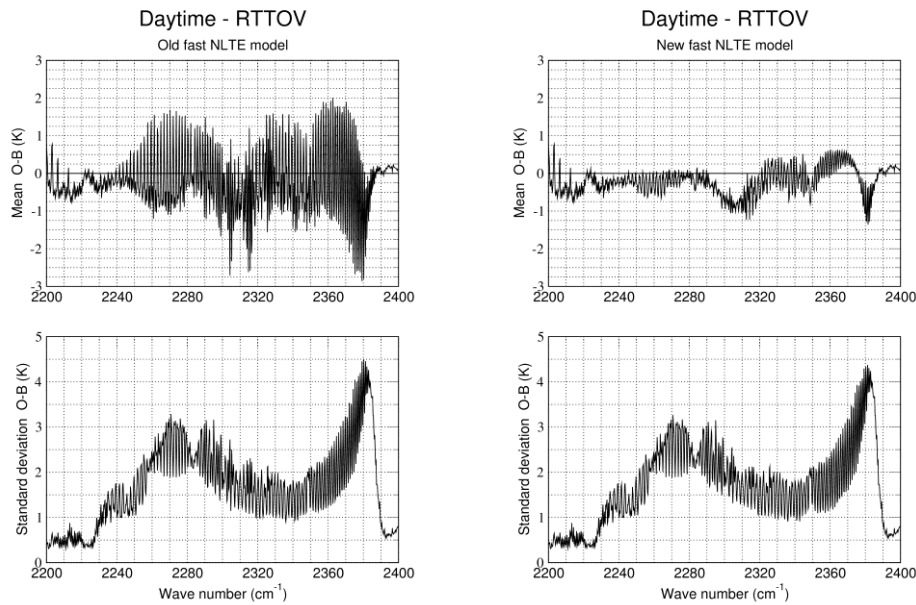 Daytime - RTTOV
Old fast NLTE model
3
2
1
0
-1
-2
-3
Mean O-B (K)
2200 2240 2280 2320 2360 2400
Daytime - RTTOV
New fast NLTE model
3
2
1
0
-1
-2
-3
Mean O-B (K)
2200 2240 2280 2320 2360 2400
5
4
3
2
1
0
Standard deviation O-B (K)
2200 2240 2280 2320 2360 2400
Wave number (cm⁻¹)
5
4
3
2
1
0
Standard deviation O-B (K)
2200 2240 2280 2320 2360 2400
Wave number (cm⁻¹)